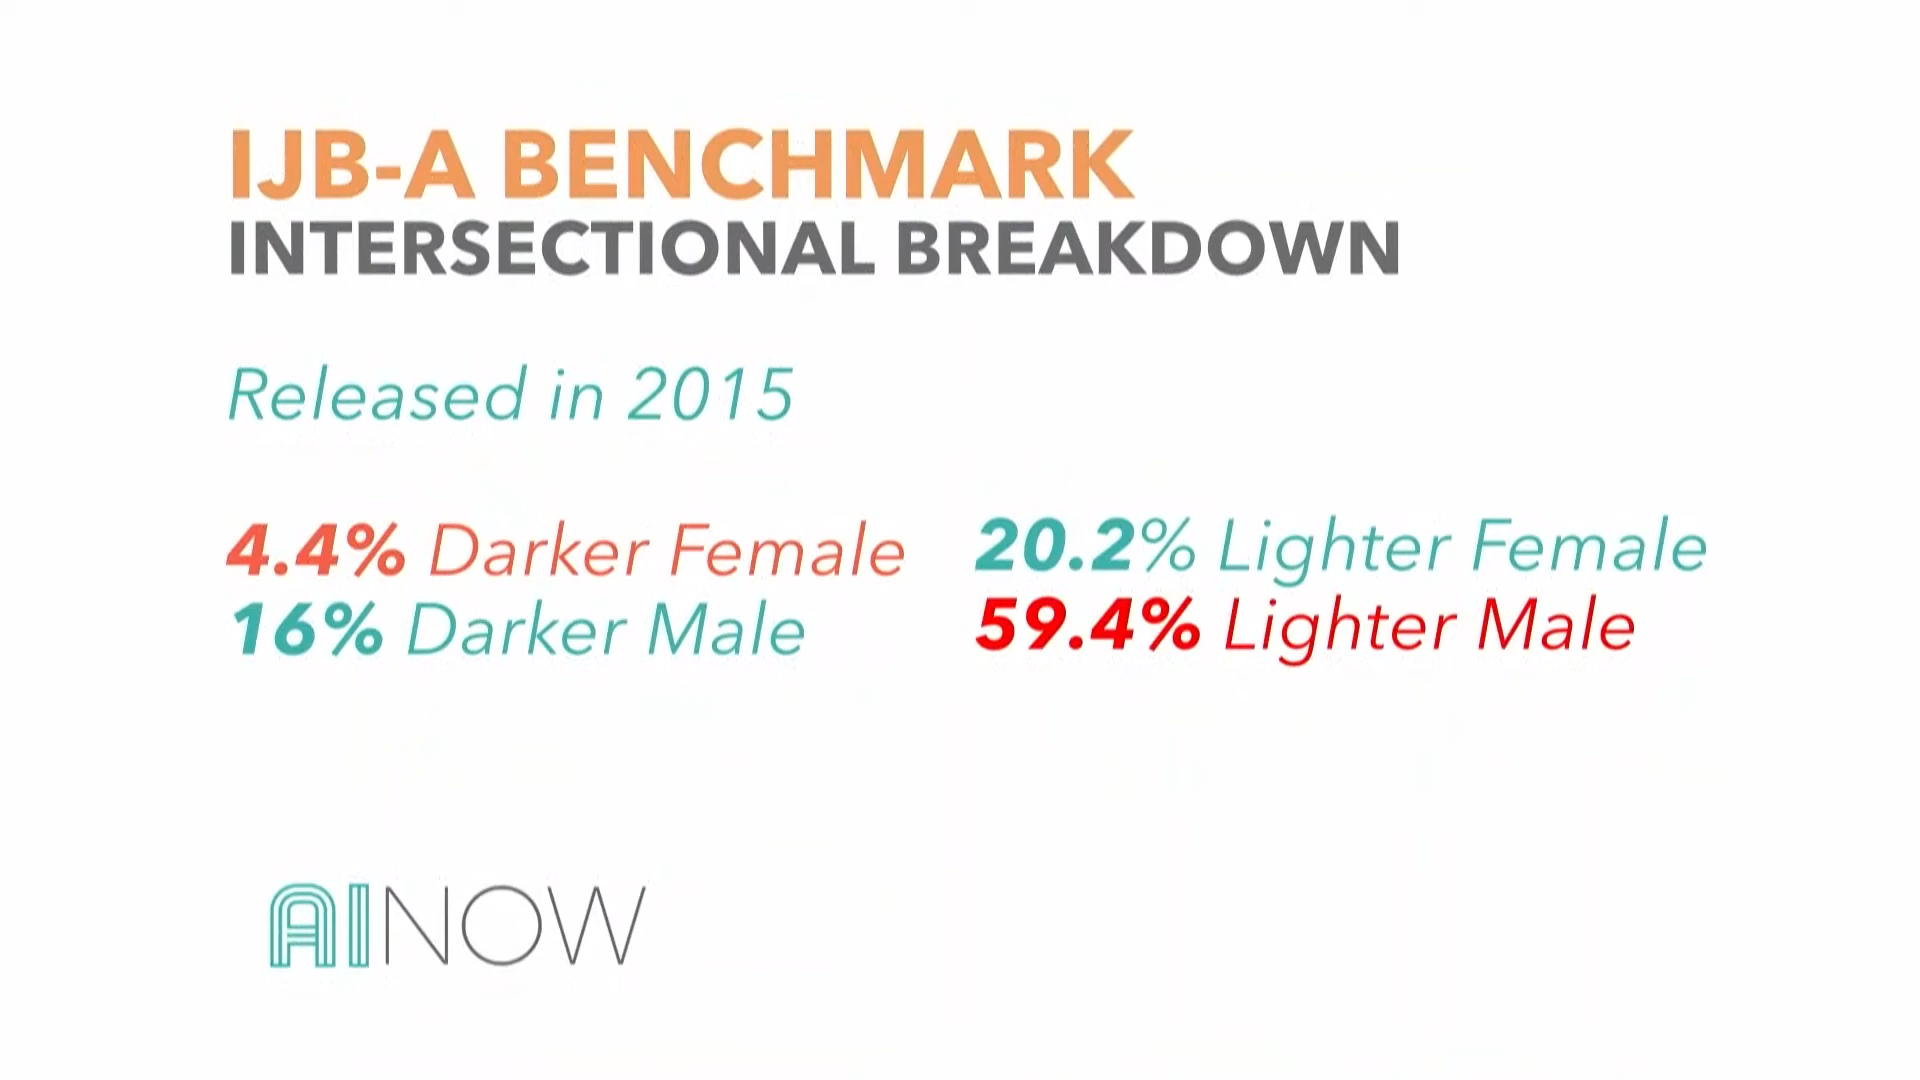 IJB-A BENCHMARK
INTERSECTIONAL BREAKDOWN
Released in 2015
4.4% Darker Female
16% Darker Male
20.2% Lighter Female
59.4% Lighter Male
AINOW